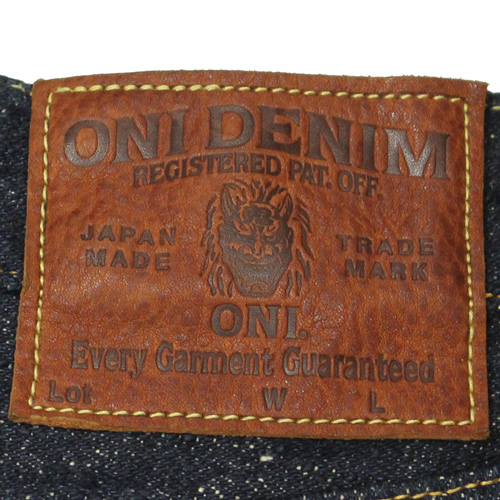 ONI DENIM
REGISTERED PAT. OFF.
JAPAN MADE
TRADE MARK
ONI.
Every Garment Guaranteed
Lot W L